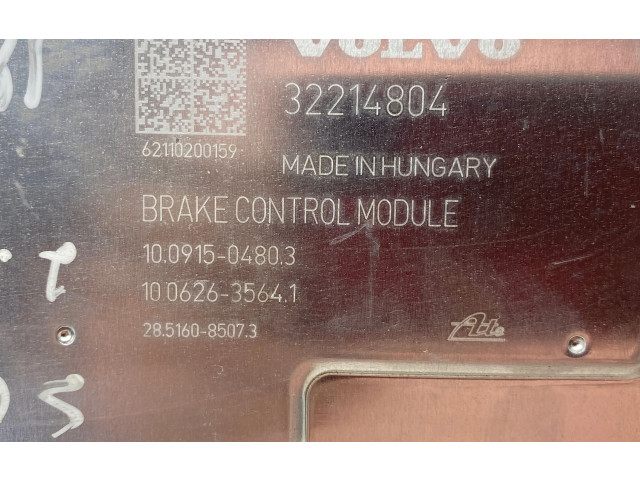 VOLVO
32214804
62110200159
MADE IN HUNGARY
BRAKE CONTROL MODULE
10.0915-0480.3
10.0626-3564.1
28.5160-8507.3
Ate